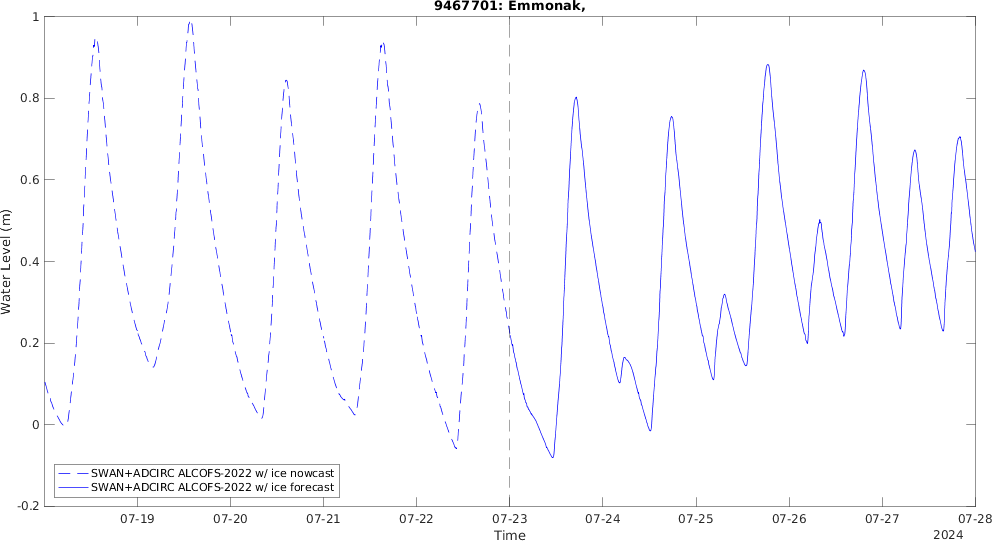 9467701: Emmonak,
1
0.8
0.6
0.4
0.2
0
-0.2
Water Level (m)
SWAN+ADCIRC ALCOFS-2022 w/ ice nowcast
SWAN+ADCIRC ALCOFS-2022 w/ ice forecast
07-19 07-20 07-21 07-22 07-23 07-24 07-25 07-26 07-27 07-28
Time
2024